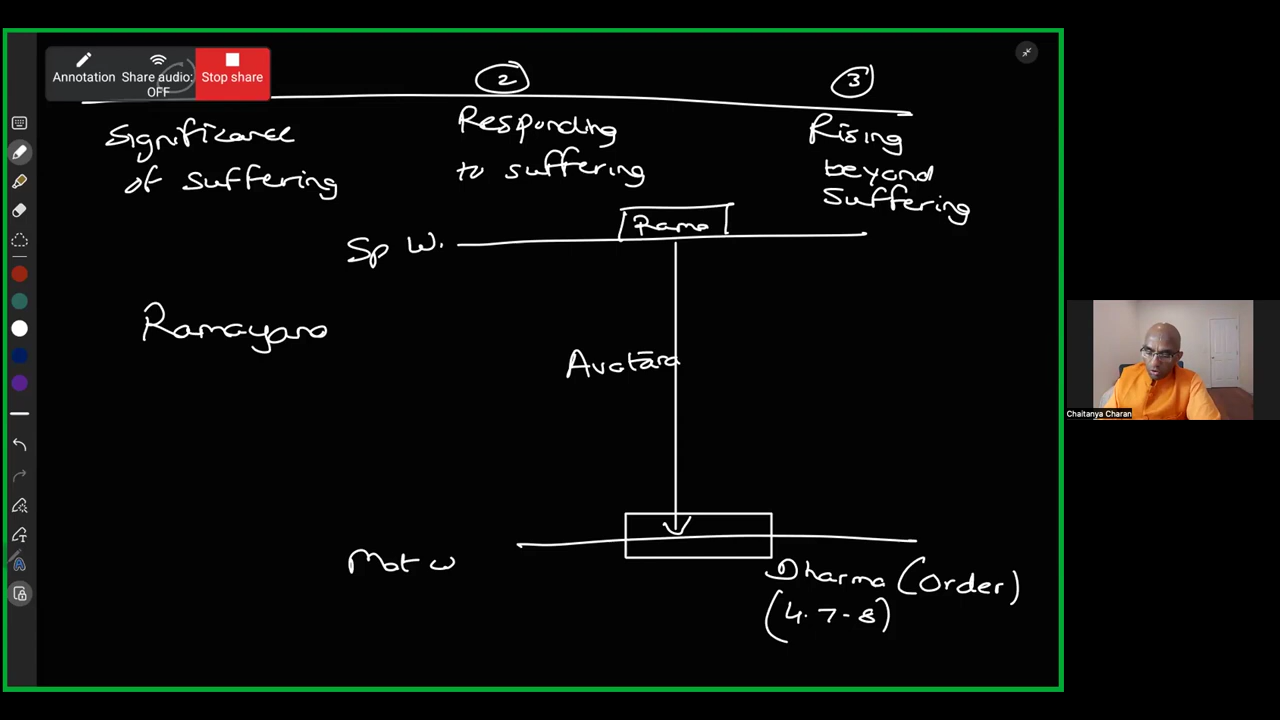 Annotation
Share audio:
OFF
Stop share
2
3
Significance
of Suffering
Responding
to suffering
Rising
beyond
Suffering
Rama
Sp W.
Ramayana
Avatāra
Mat w
Dharma (Order)
(4.7-8)
Chaitanya Charan